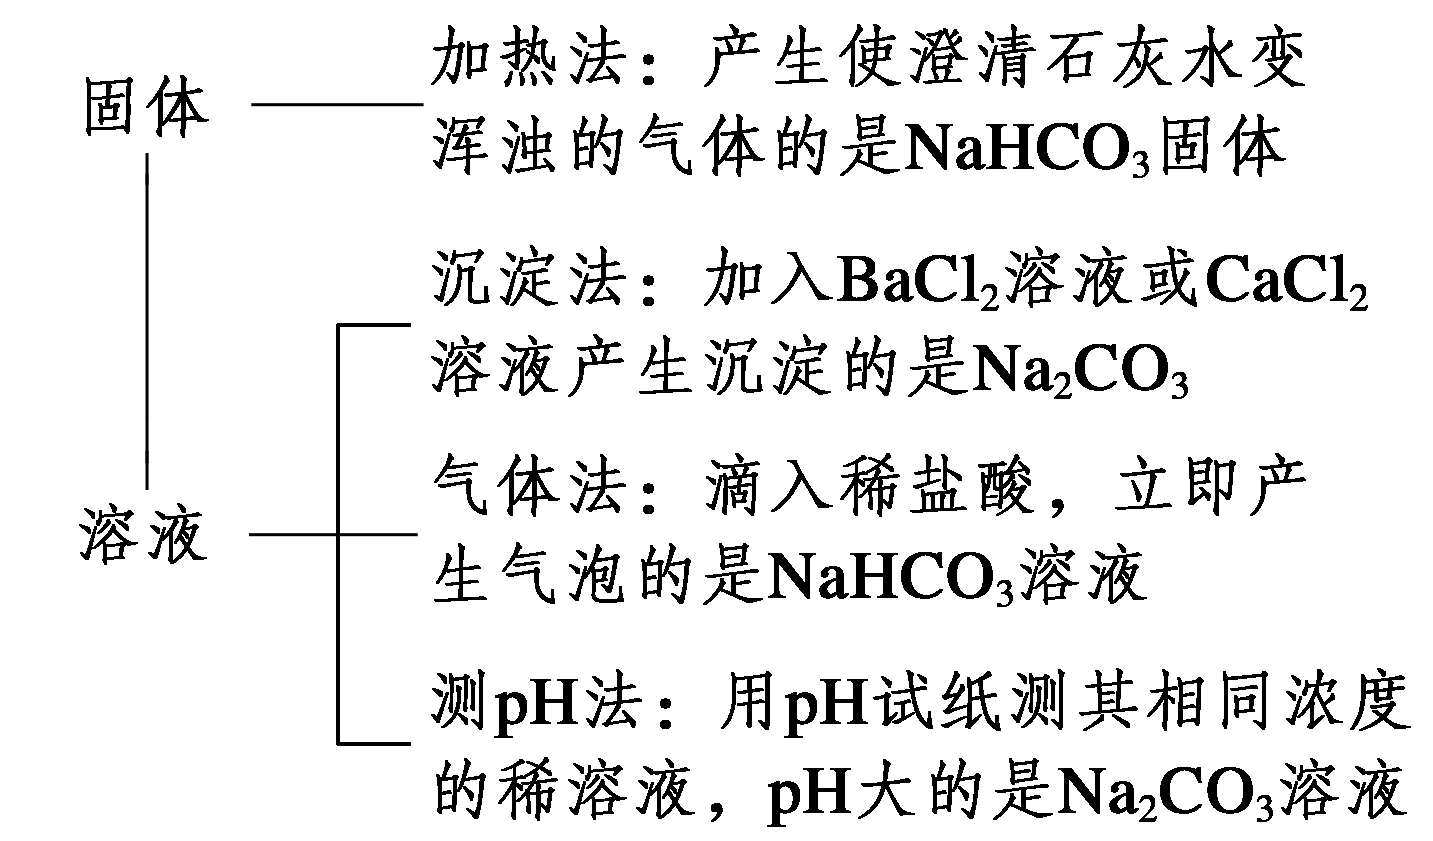 固体
加热法：产生使澄清石灰水变
浑浊的气体的是NaHCO₃固体
沉淀法：加入BaCl₂溶液或CaCl₂
溶液产生沉淀的是Na₂CO₃
溶液
气体法：滴入稀盐酸，立即产
生气泡的是NaHCO₃溶液
测pH法：用pH试纸测其相同浓度
的稀溶液，pH大的是Na₂CO₃溶液